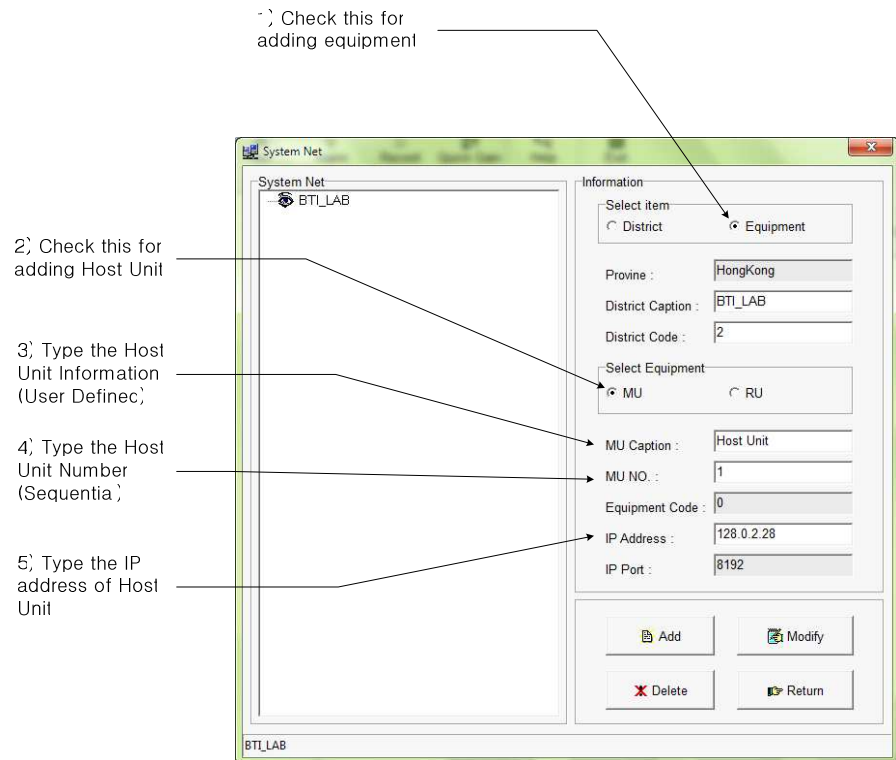 1) Check this for
adding equipment
System Net
System Net
BTI_LAB
Information
Select item
District
Equipment
2) Check this for
adding Host Unit
Provine :
HongKong
District Caption :
BTI_LAB
District Code :
2
3) Type the Host
Unit Information
(User Defined)
Select Equipment
MU
RU
4) Type the Host
Unit Number
(Sequential)
MU Caption :
Host Unit
MU NO. :
1
Equipment Code :
0
IP Address :
128.0.2.28
IP Port :
8192
5) Type the IP
address of Host
Unit
Add
Modify
Delete
Return
BTI_LAB